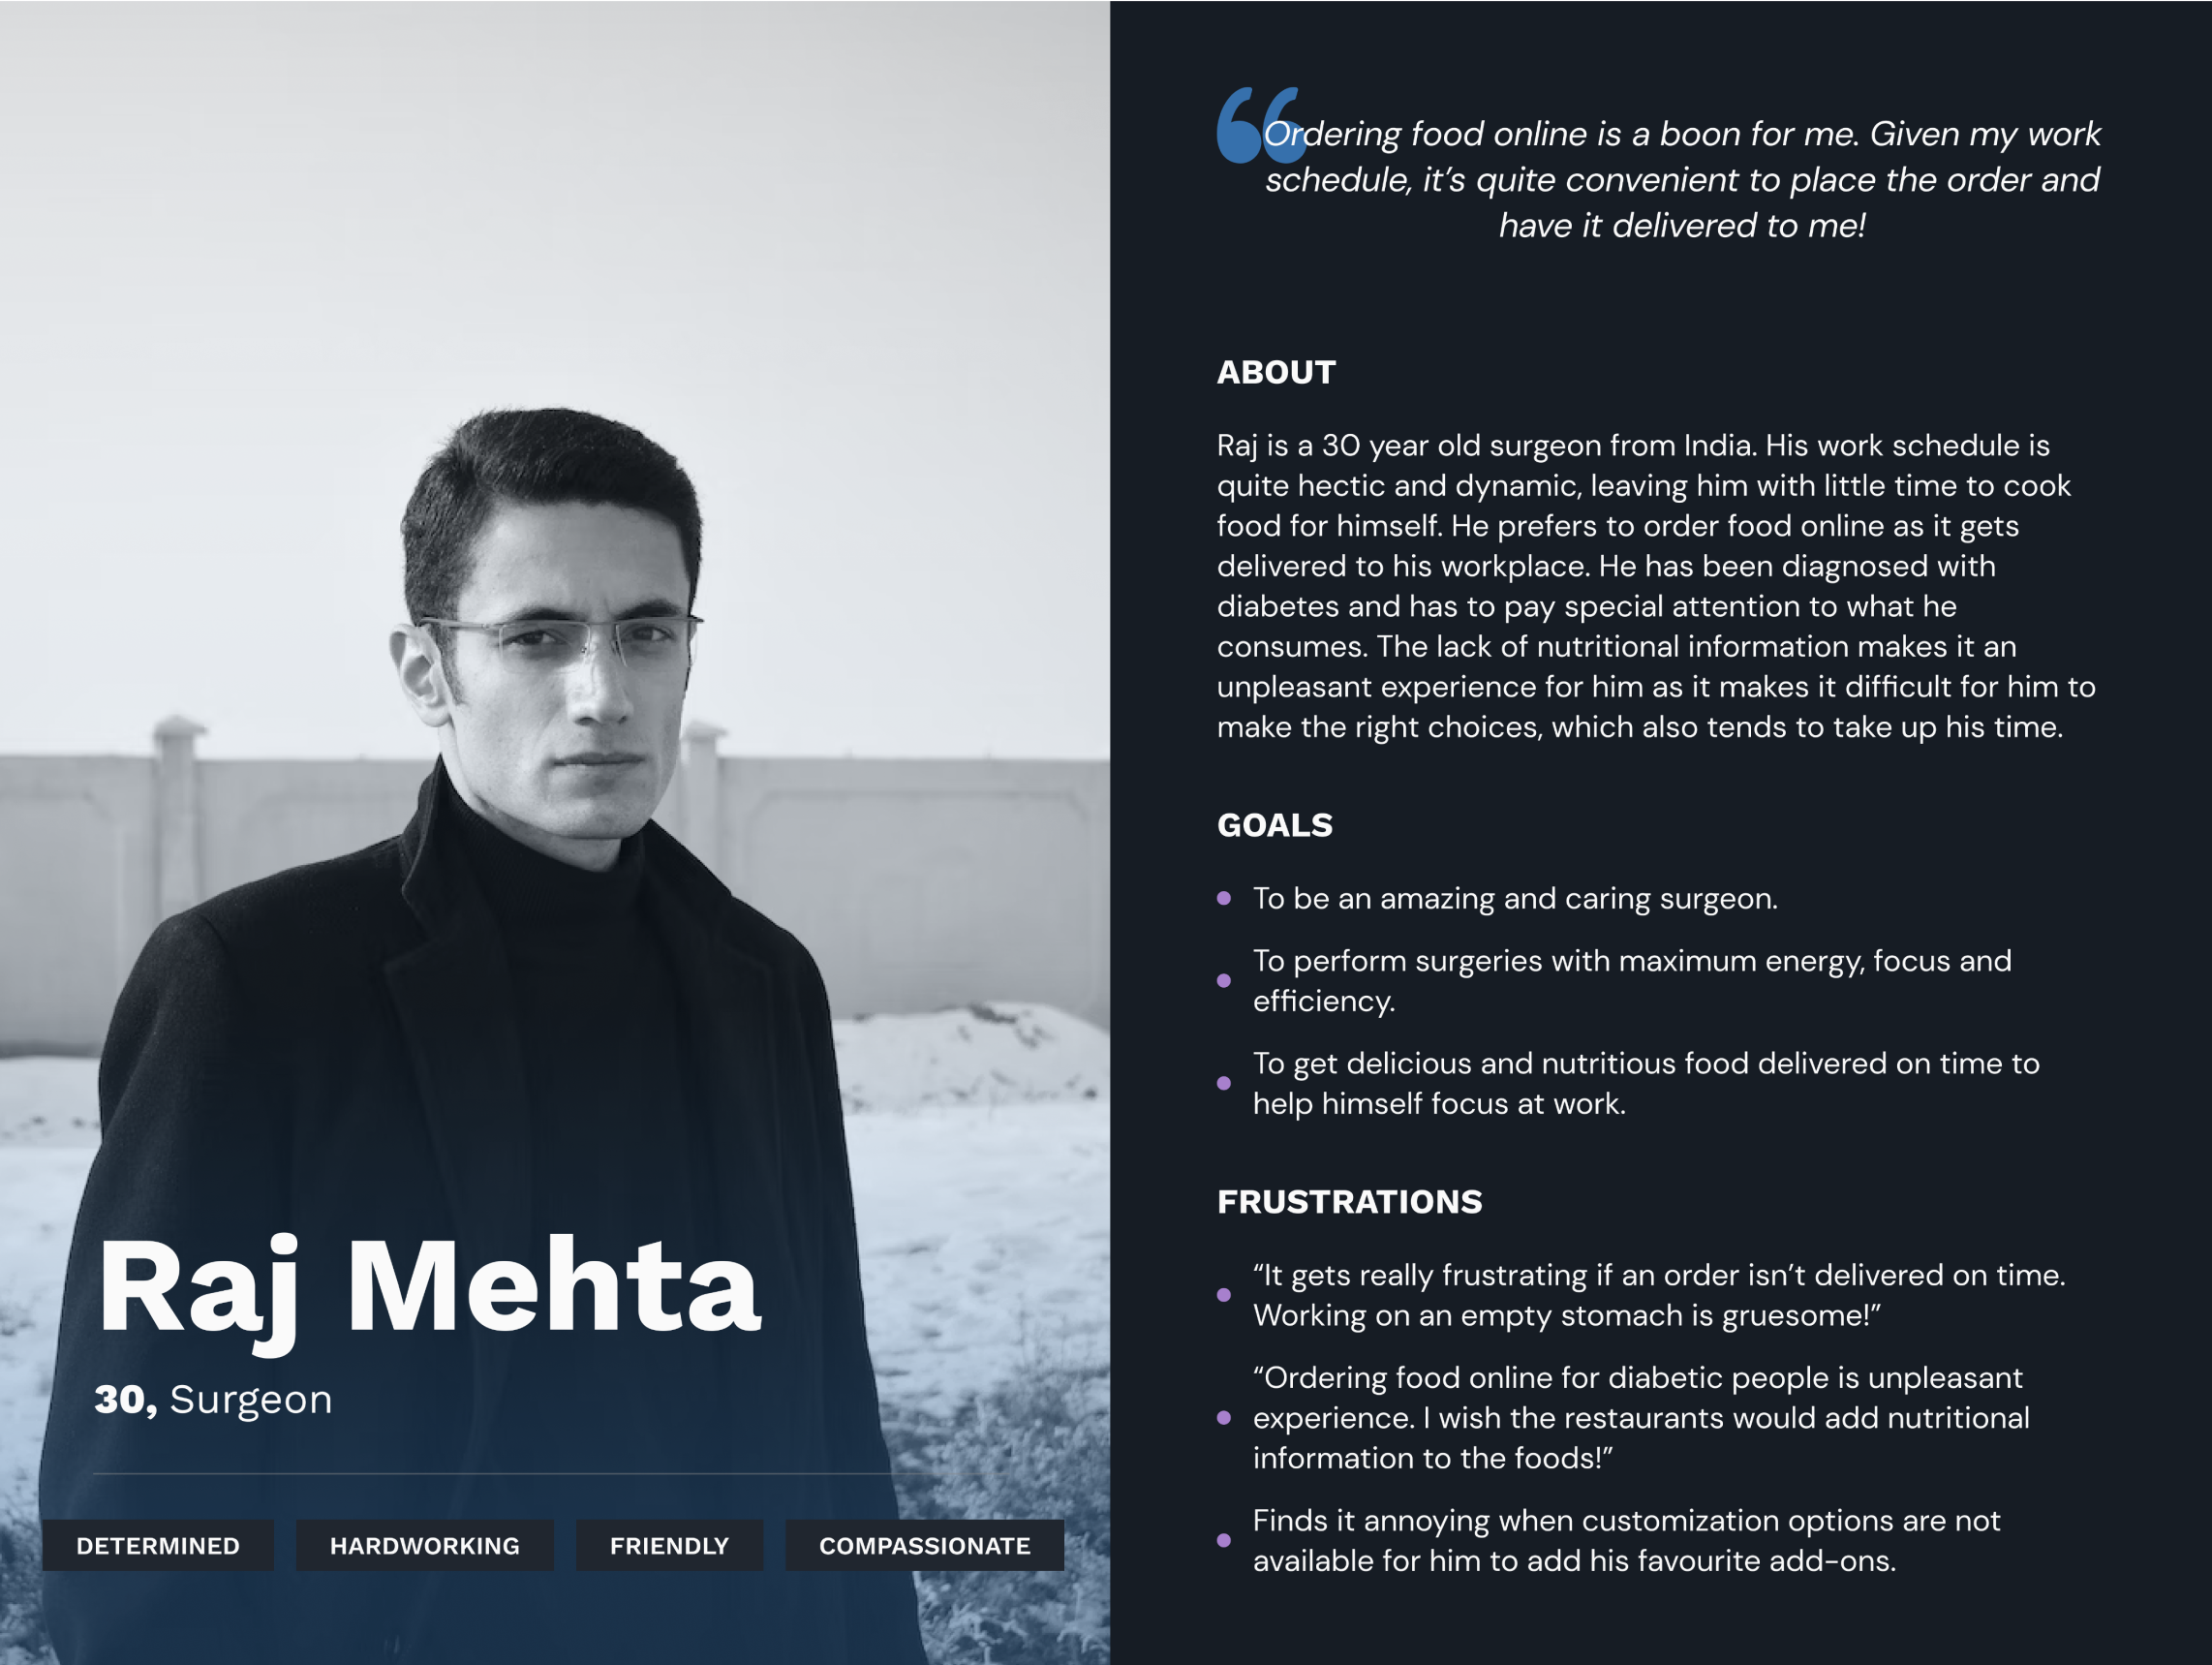 Raj Mehta
30, Surgeon
DETERMINED
HARDWORKING
FRIENDLY
COMPASSIONATE
“
Ordering food online is a boon for me. Given my work
schedule, it’s quite convenient to place the order and
have it delivered to me!
ABOUT
Raj is a 30 year old surgeon from India. His work schedule is
quite hectic and dynamic, leaving him with little time to cook
food for himself. He prefers to order food online as it gets
delivered to his workplace. He has been diagnosed with
diabetes and has to pay special attention to what he
consumes. The lack of nutritional information makes it an
unpleasant experience for him as it makes it difficult for him to
make the right choices, which also tends to take up his time.
GOALS
To be an amazing and caring surgeon.
To perform surgeries with maximum energy, focus and
efficiency.
To get delicious and nutritious food delivered on time to
help himself focus at work.
FRUSTRATIONS
“It gets really frustrating if an order isn’t delivered on time.
Working on an empty stomach is gruesome!”
“Ordering food online for diabetic people is unpleasant
experience. I wish the restaurants would add nutritional
information to the foods!”
Finds it annoying when customization options are not
available for him to add his favourite add-ons.